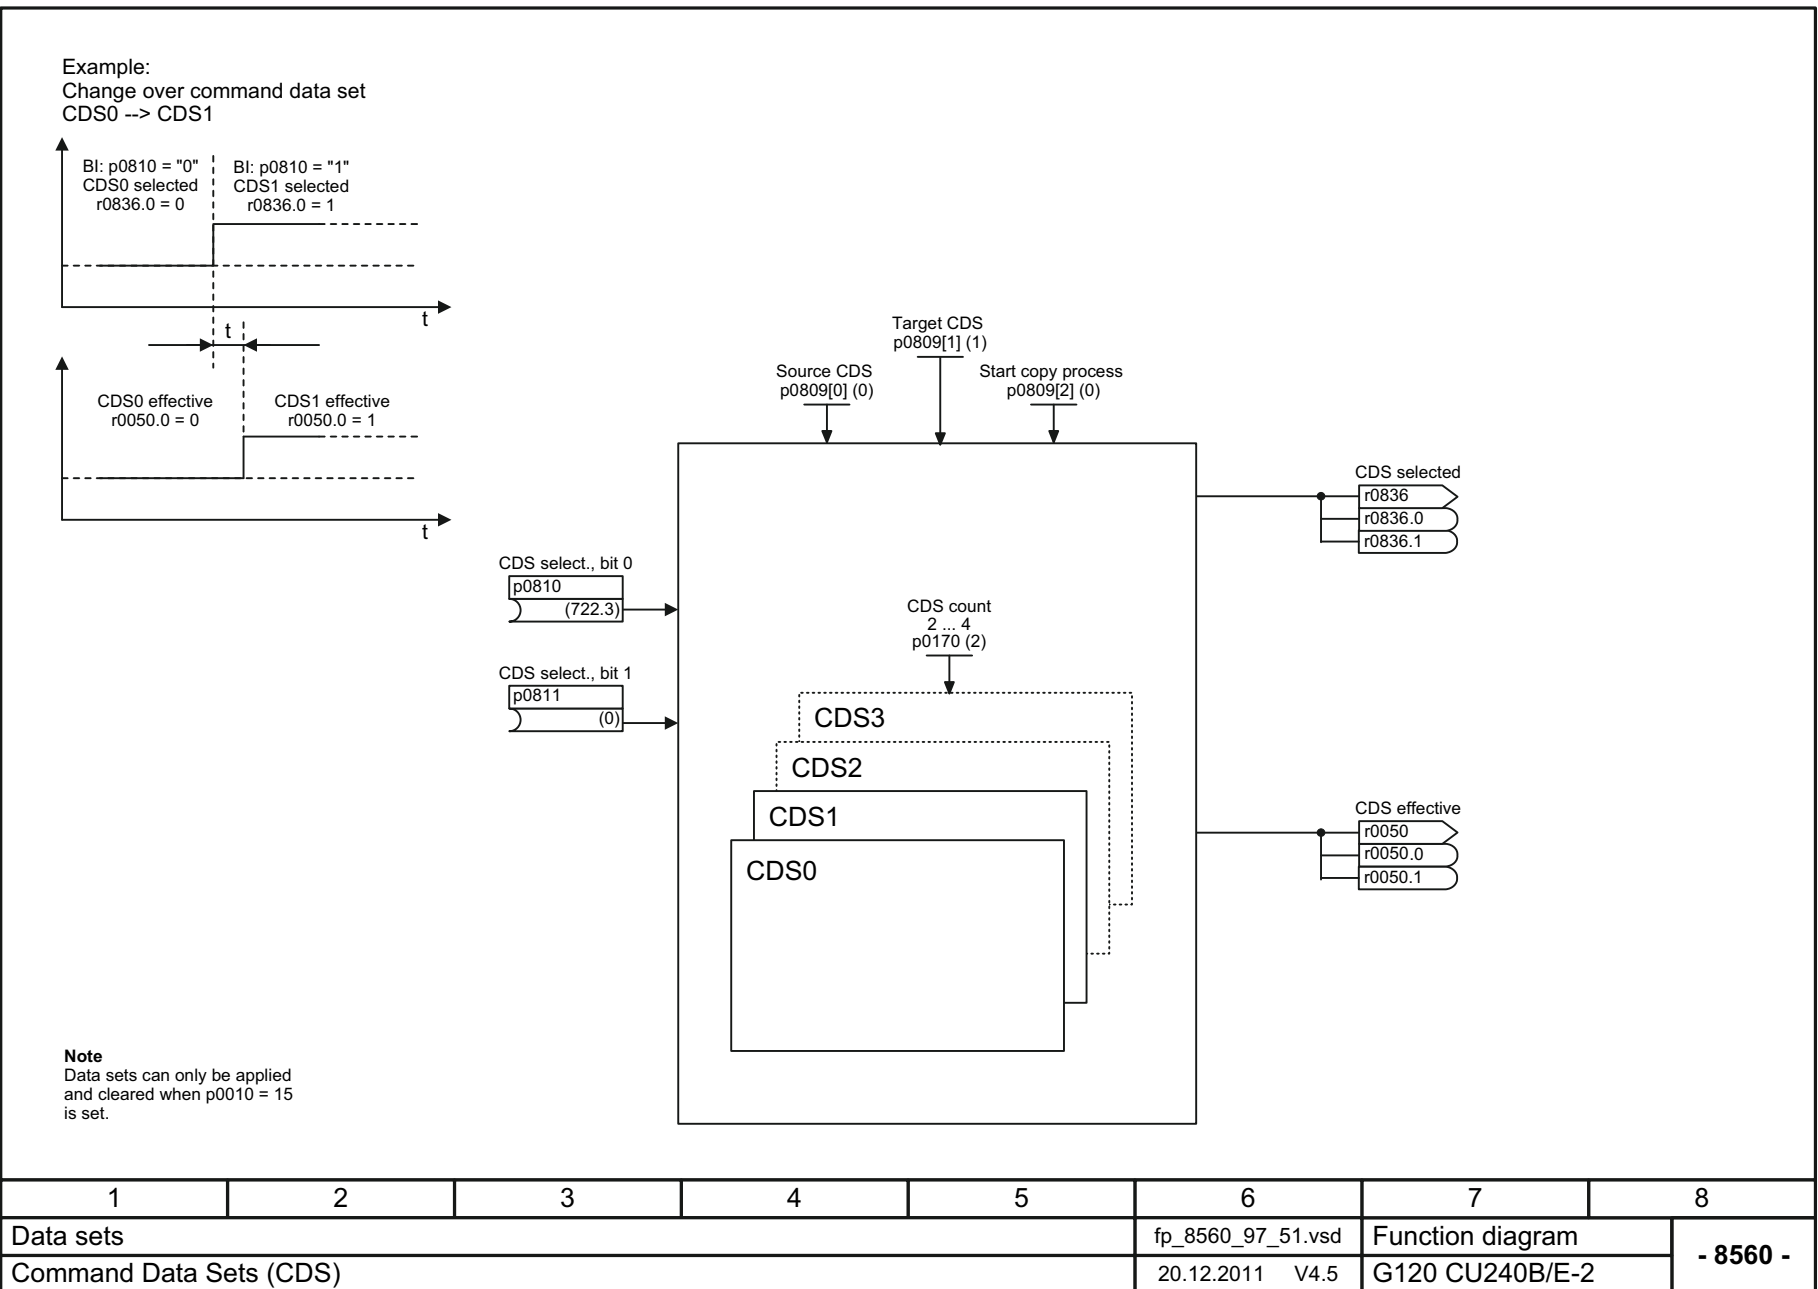 Example:
Change over command data set
CDS0 --> CDS1
BI: p0810 = "0"
CDS0 selected
r0836.0 = 0
BI: p0810 = "1"
CDS1 selected
r0836.0 = 1
t
t
CDS0 effective
r0050.0 = 0
CDS1 effective
r0050.0 = 1
t
Target CDS
p0809[1] (1)
Source CDS
p0809[0] (0)
Start copy process
p0809[2] (0)
CDS selected
r0836
r0836.0
r0836.1
CDS select., bit 0
p0810
(722.3)
CDS select., bit 1
p0811
(0)
CDS count
2 ... 4
p0170 (2)
CDS3
CDS2
CDS1
CDS0
CDS effective
r0050
r0050.0
r0050.1
Note
Data sets can only be applied
and cleared when p0010 = 15
is set.
1 2 3 4 5 6 7 8
Data sets fp_8560_97_51.vsd Function diagram
- 8560 -
Command Data Sets (CDS) 20.12.2011 V4.5 G120 CU240B/E-2